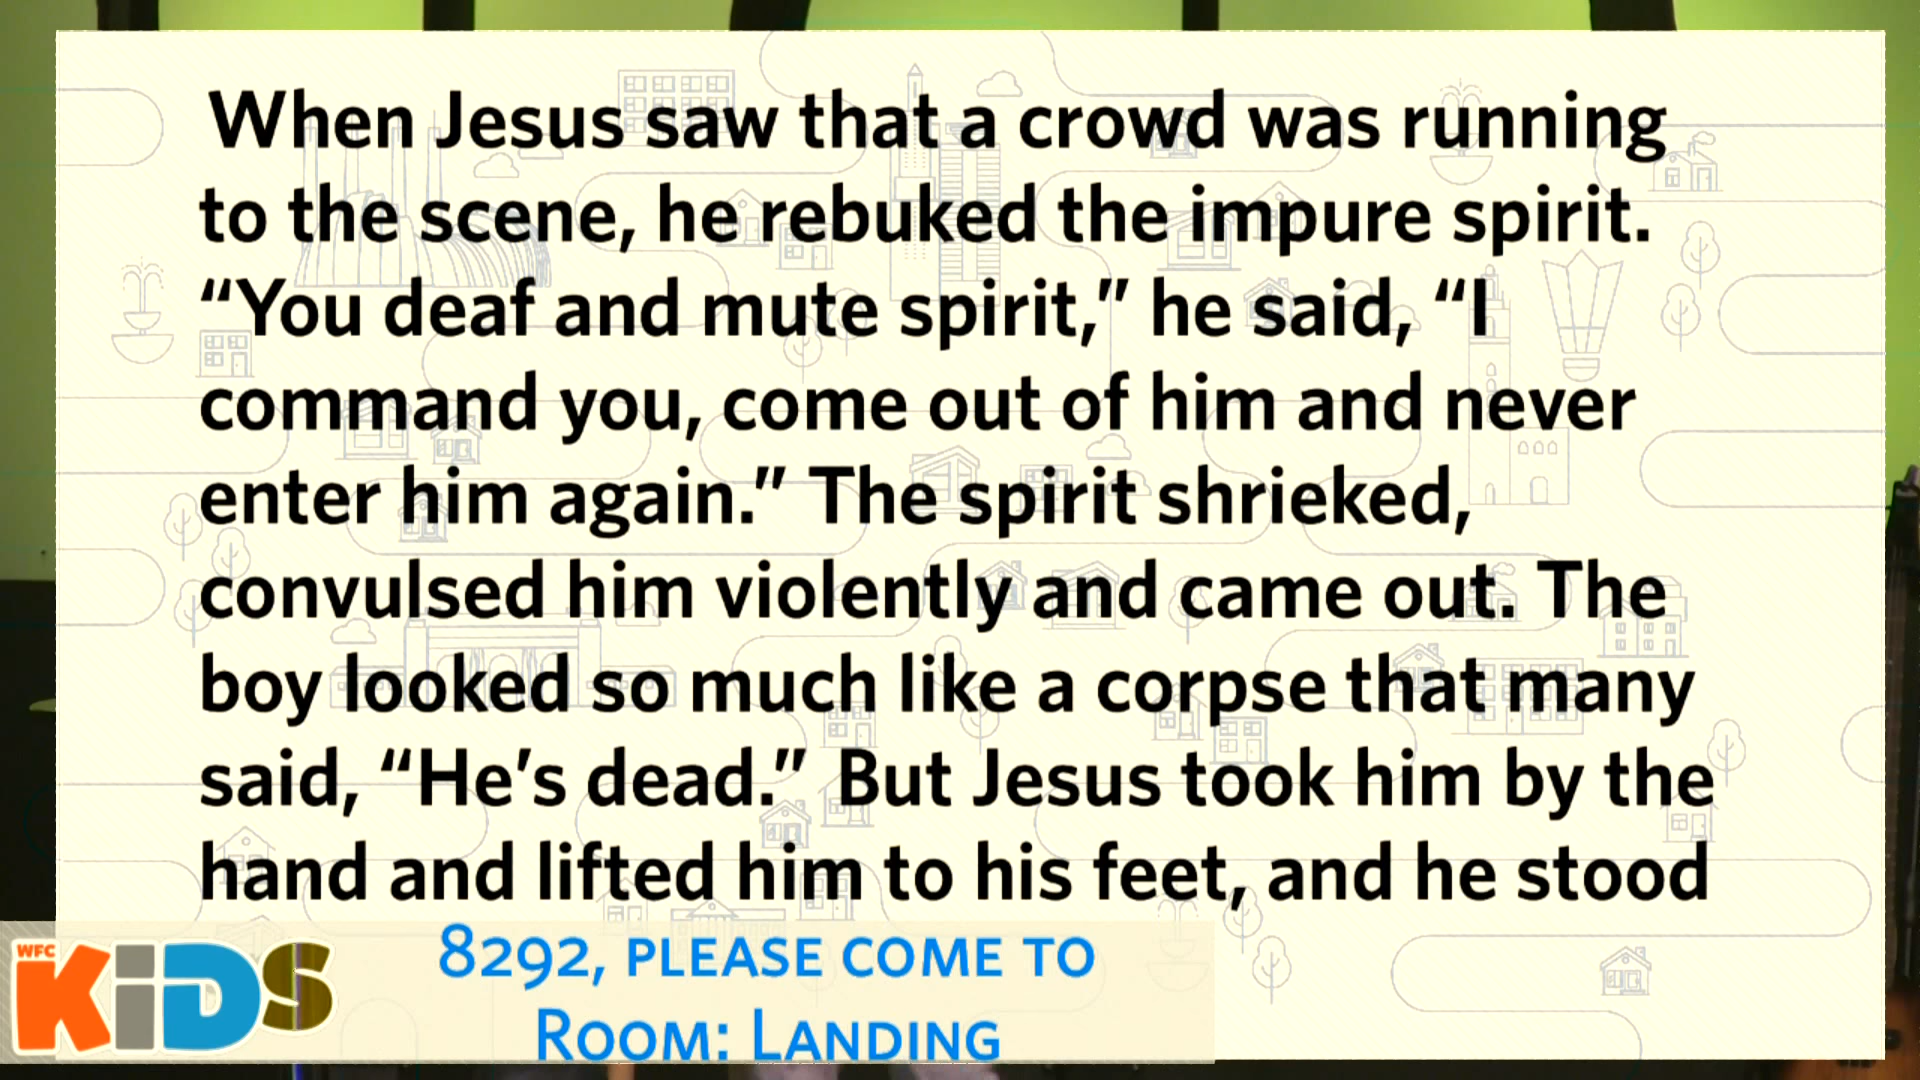 When Jesus saw that a crowd was running
to the scene, he rebuked the impure spirit.
“You deaf and mute spirit,” he said, “I
command you, come out of him and never
enter him again.” The spirit shrieked,
convulsed him violently and came out. The
boy looked so much like a corpse that many
said, “He’s dead.” But Jesus took him by the
hand and lifted him to his feet, and he stood
WFC
KiDS
8292, PLEASE COME TO
ROOM: LANDING